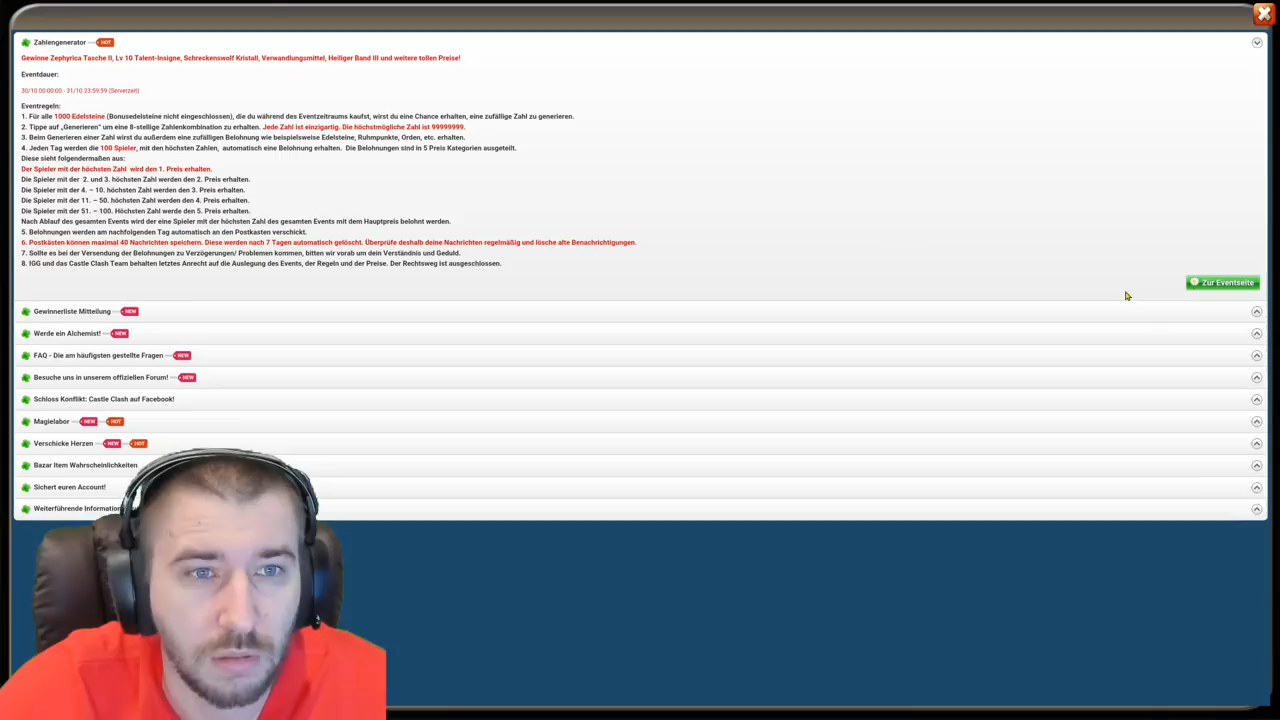 Zahlengenerator HOT
Gewinne Zephyrica Tasche II, Lv 10 Talent-Insigne, Schreckenswolf Kristall, Verwandlungsmittel, Heiliger Band III und weitere tollen Preise!
Eventdauer:
30/10 00:00:00 - 31/10 23:59:59 (Serverzeit)
Eventregeln:
1. Für alle 1000 Edelsteine (Bonusedelsteine nicht eingeschlossen), die du während des Eventzeitraums kaufst, wirst du eine Chance erhalten, eine zufällige Zahl zu generieren.
2. Tippe auf „Generieren" um eine 8-stellige Zahlenkombination zu erhalten. Jede Zahl ist einzigartig. Die höchstmögliche Zahl ist 99999999.
3. Beim Generieren einer Zahl wirst du außerdem eine zufälligen Belohnung wie beispielsweise Edelsteine, Ruhmpunkte, Orden, etc. erhalten.
4. Jeden Tag werden die 100 Spieler, mit den höchsten Zahlen, automatisch eine Belohnung erhalten. Die Belohnungen sind in 5 Preis Kategorien ausgeteilt.
Diese sieht folgendermaßen aus:
Der Spieler mit der höchsten Zahl wird den 1. Preis erhalten.
Die Spieler mit der 2. und 3. höchsten Zahl werden den 2. Preis erhalten.
Die Spieler mit der 4. – 10. höchsten Zahl werden den 3. Preis erhalten.
Die Spieler mit der 11. – 50. höchsten Zahl werden den 4. Preis erhalten.
Die Spieler mit der 51. – 100. Höchsten Zahl werde den 5. Preis erhalten.
Nach Ablauf des gesamten Events wird der eine Spieler mit der höchsten Zahl des gesamten Events mit dem Hauptpreis belohnt werden.
5. Belohnungen werden am nachfolgenden Tag automatisch an den Postkasten verschickt.
6. Postkästen können maximal 40 Nachrichten speichern. Diese werden nach 7 Tagen automatisch gelöscht. Überprüfe deshalb deine Nachrichten regelmäßig und lösche alte Benachrichtigungen.
7. Sollte es bei der Versendung der Belohnungen zu Verzögerungen/ Problemen kommen, bitten wir vorab um dein Verständnis und Geduld.
8. IGG und das Castle Clash Team behalten letztes Anrecht auf die Auslegung des Events, der Regeln und der Preise. Der Rechtsweg ist ausgeschlossen.
Zur Eventseite
Gewinnerliste Mitteilung NEW
Werde ein Alchemist! NEW
FAQ - Die am häufigsten gestellte Fragen NEW
Besuche uns in unserem offiziellen Forum! NEW
Schloss Konflikt: Castle Clash auf Facebook!
Magielabor NEW HOT
Verschicke Herzen NEW HOT
Bazar Item Wahrscheinlichkeiten
Sichert euren Account!
Weiterführende